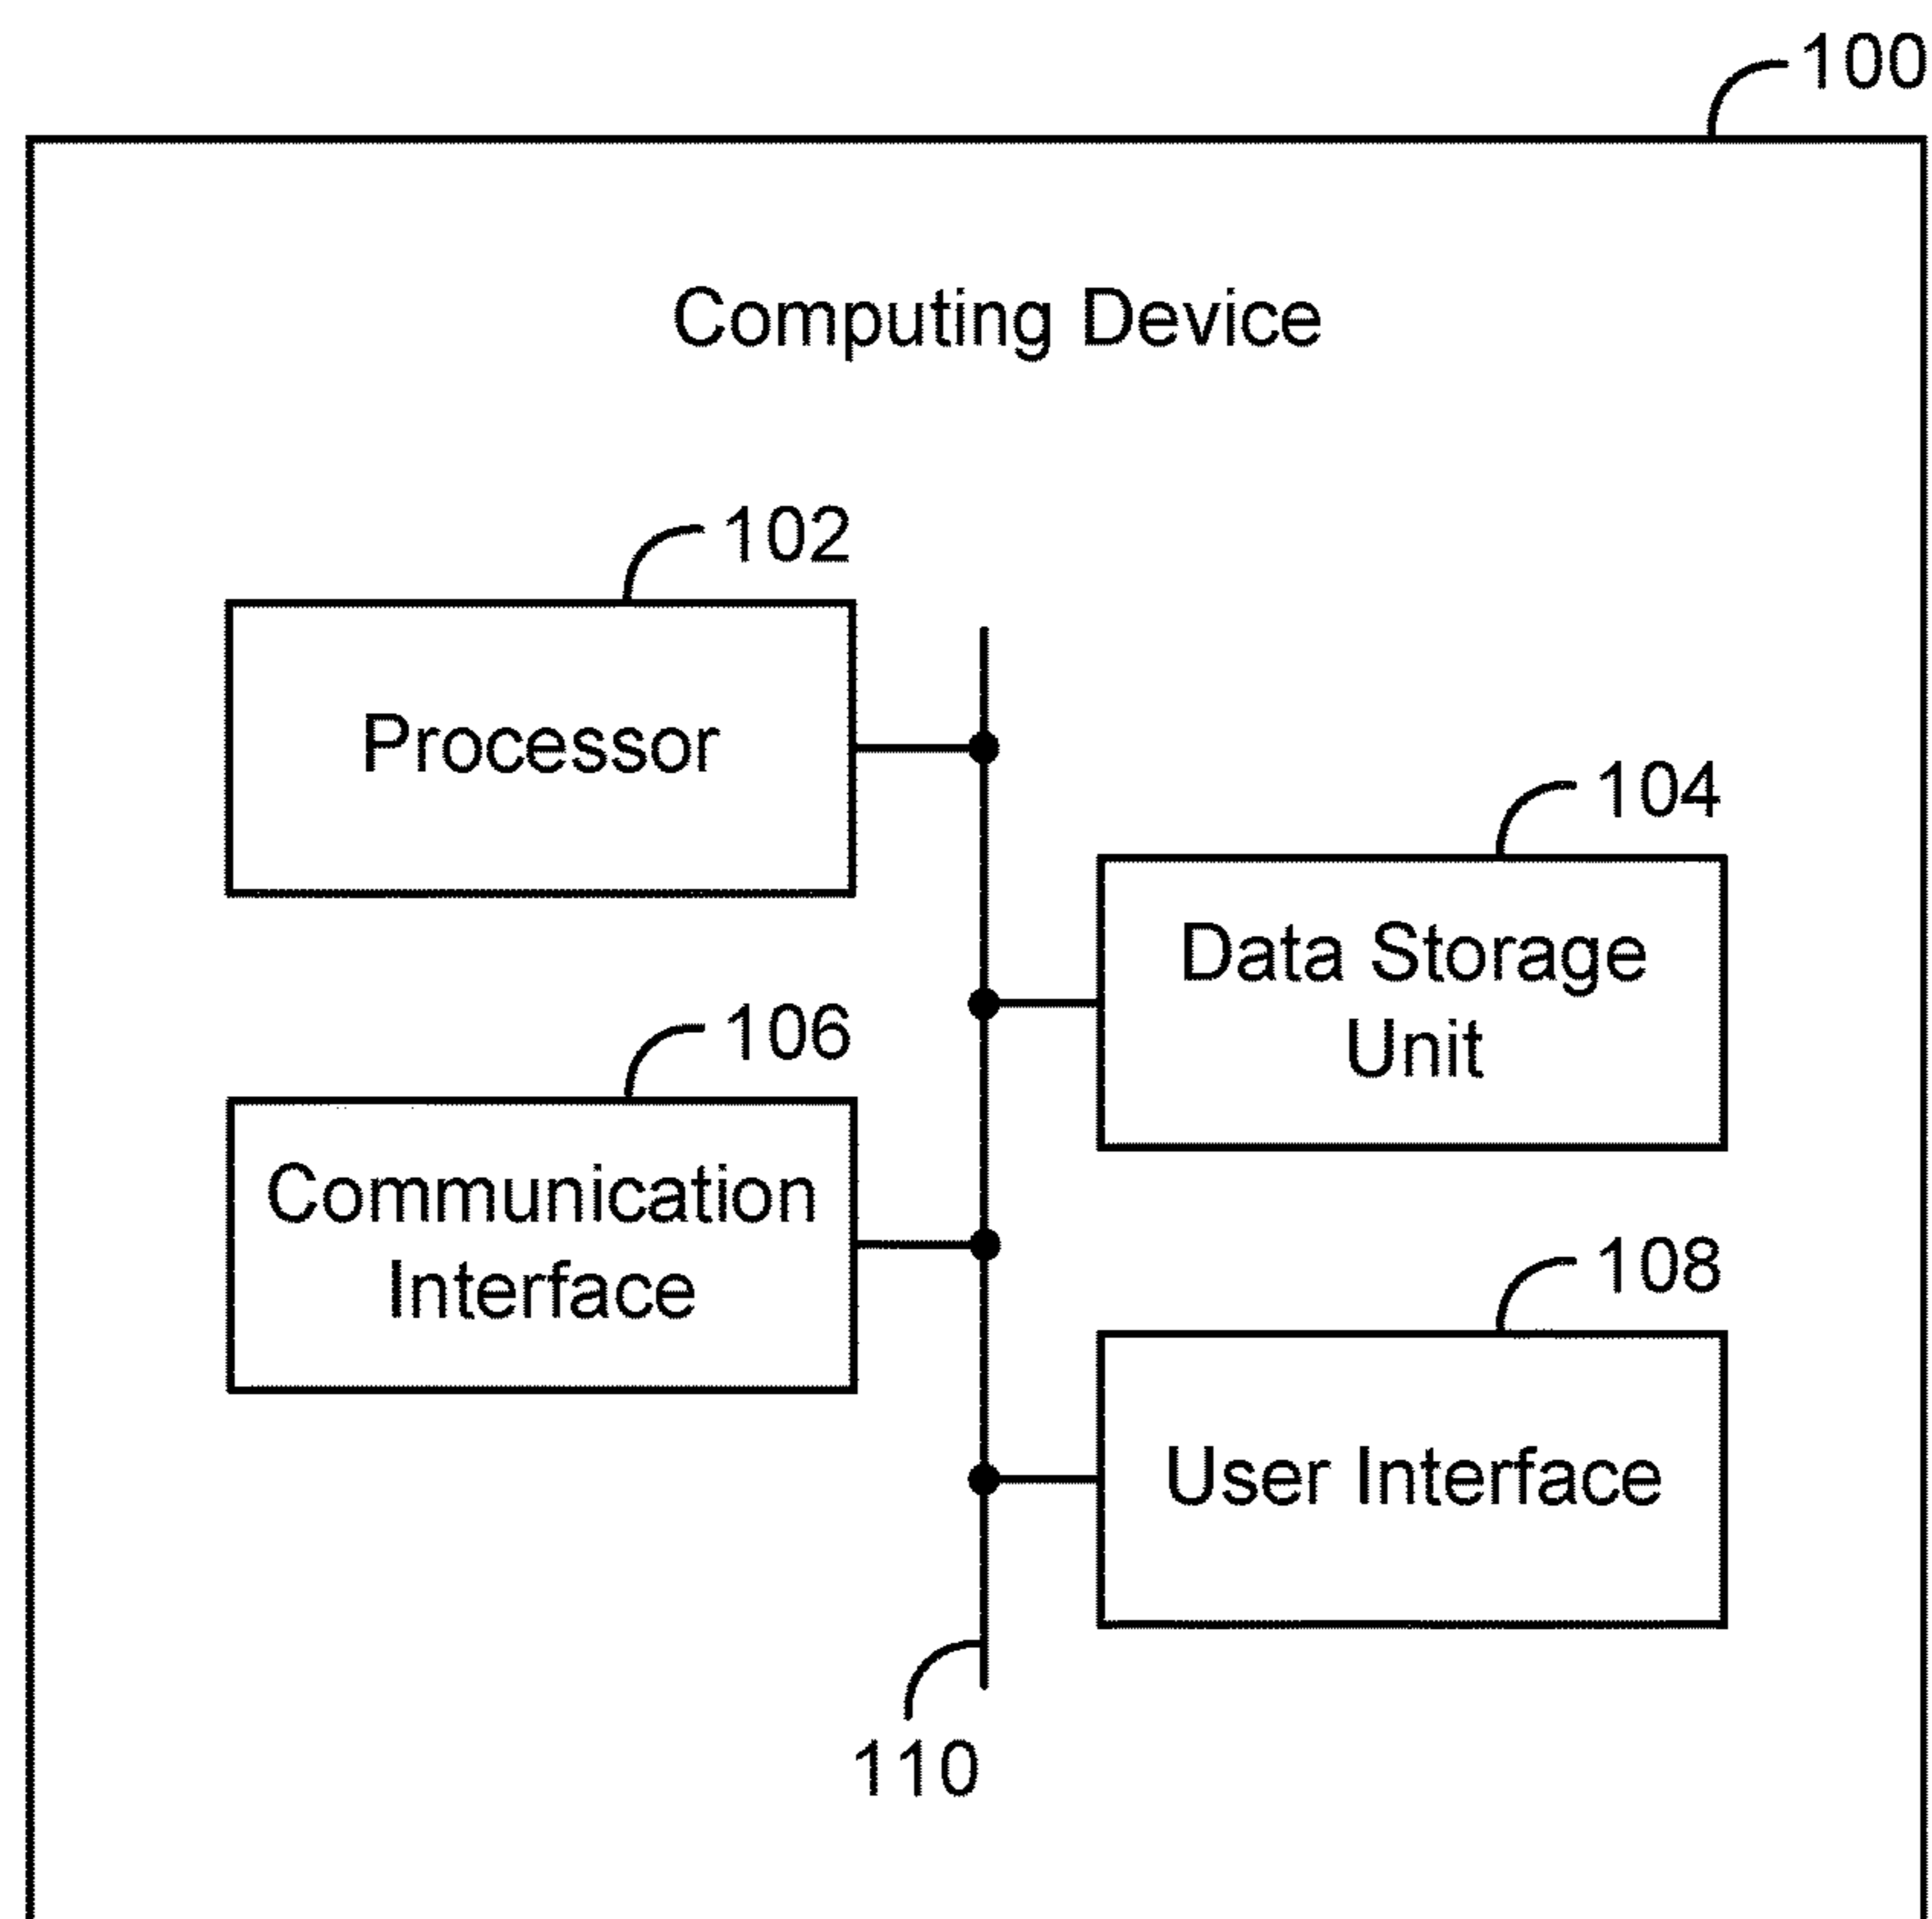 100
Computing Device
102
Processor
104
Data Storage
Unit
106
Communication
Interface
108
User Interface
110